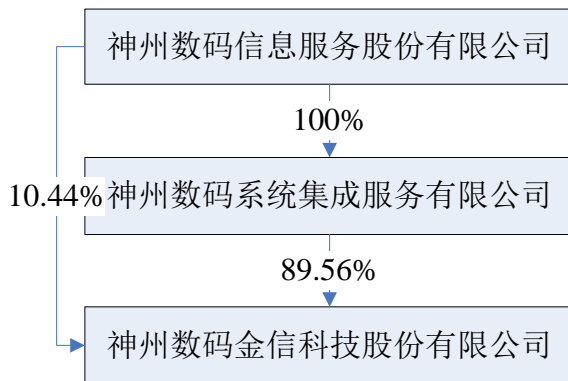 神州数码信息服务股份有限公司
100%
10.44%
神州数码系统集成服务有限公司
89.56%
神州数码金信科技股份有限公司